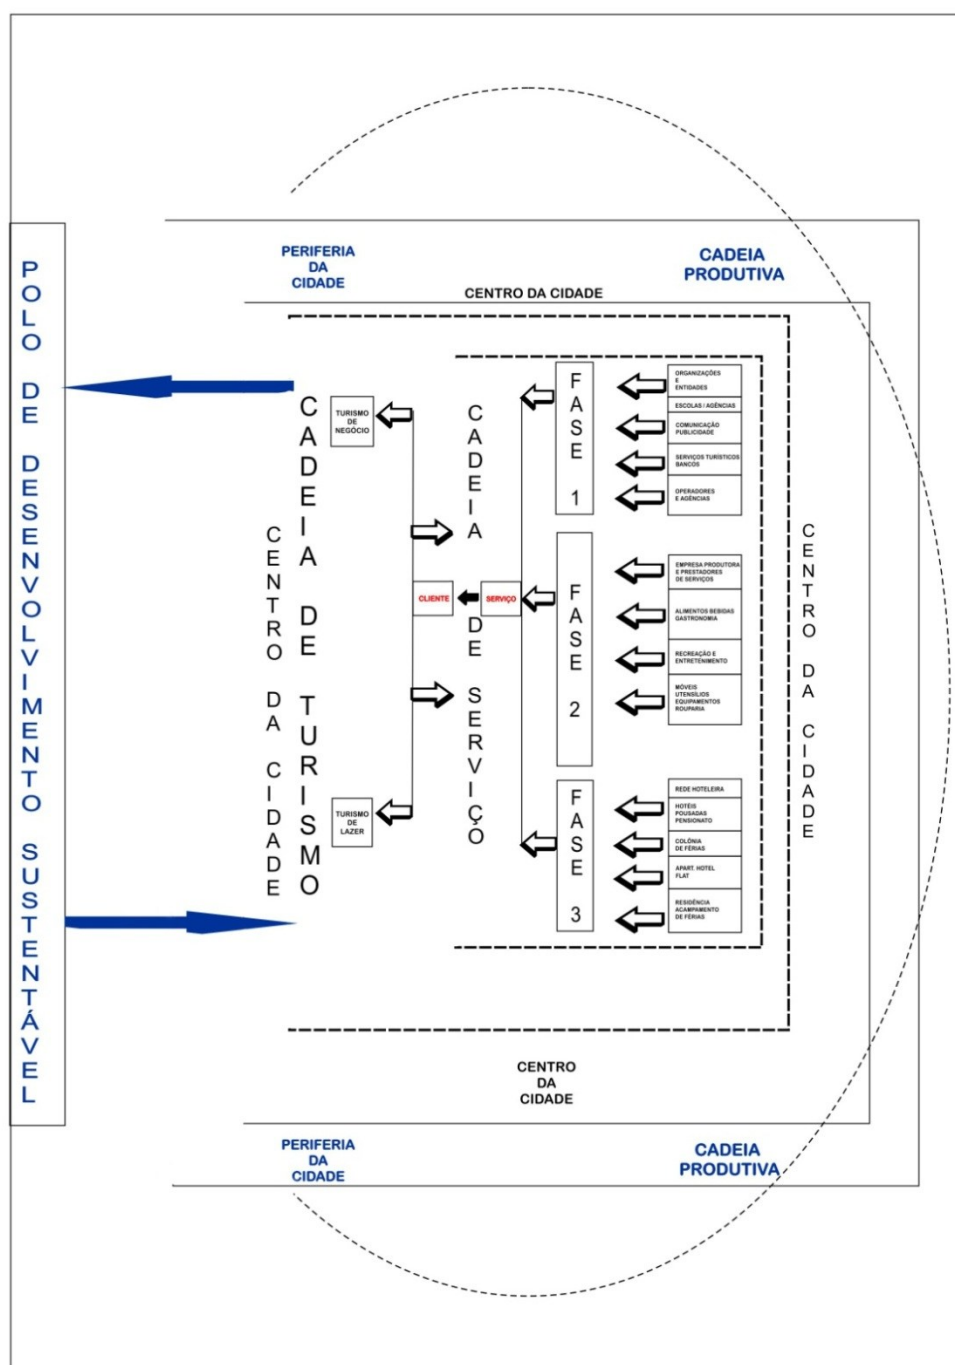 POLO DE DESENVOLVIMENTO SUSTENTÁVEL
PERIFERIA
DA
CIDADE
CADEIA
PRODUTIVA
CENTRO DA CIDADE
CENTRO DA CIDADE
CADEIA DE TURISMO
TURISMO
DE
NEGÓCIO
TURISMO
DE
LAZER
CLIENTE
SERVIÇO
CADEIA DE SERVIÇO
FASE 1
ORGANIZAÇÕES
E
ENTIDADES
ESCOLAS / AGÊNCIAS
COMUNICAÇÃO
PUBLICIDADE
SERVIÇOS TURÍSTICOS
BANCOS
OPERADORES
E AGÊNCIAS
FASE 2
EMPRESA PRODUTORA
E PRESTADORES
DE SERVIÇOS
ALIMENTOS BEBIDAS
GASTRONOMIA
RECREAÇÃO E
ENTRETENIMENTO
MÓVEIS
UTENSÍLIOS
EQUIPAMENTOS
ROUPARIA
FASE 3
REDE HOTELEIRA
HOTÉIS
POUSADAS
PENSIONATO
COLÔNIA
DE FÉRIAS
APART. HOTEL
FLAT
RESIDÊNCIA
ACAMPAMENTO
DE FÉRIAS
CENTRO DA CIDADE
CENTRO
DA
CIDADE
PERIFERIA
DA
CIDADE
CADEIA
PRODUTIVA